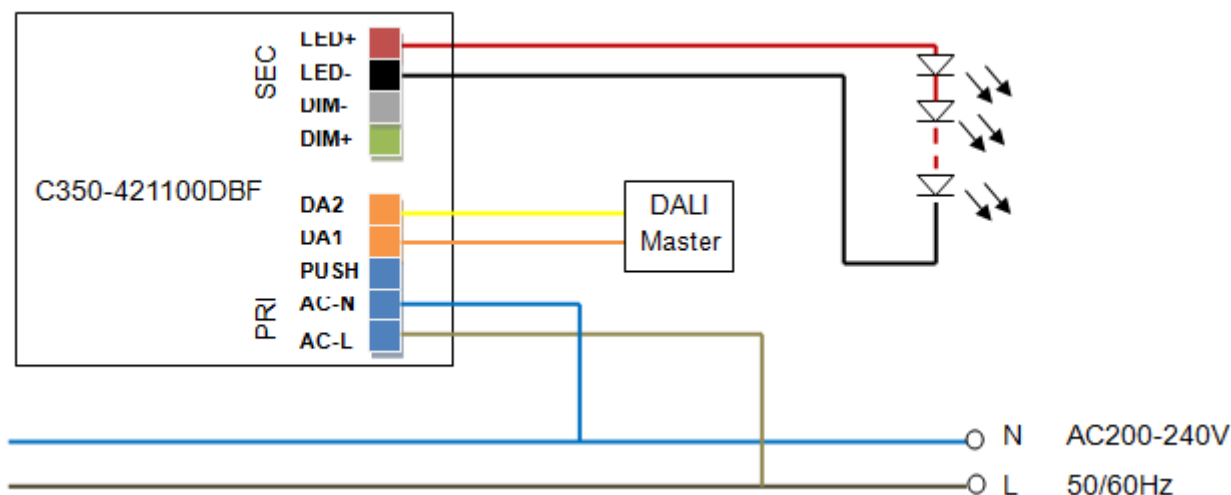 SEC
LED+
LED-
DIM-
DIM+
C350-421100DBF
DA2
DA1
PUSH
PRI
AC-N
AC-L
DALI
Master
N AC200-240V
L 50/60Hz